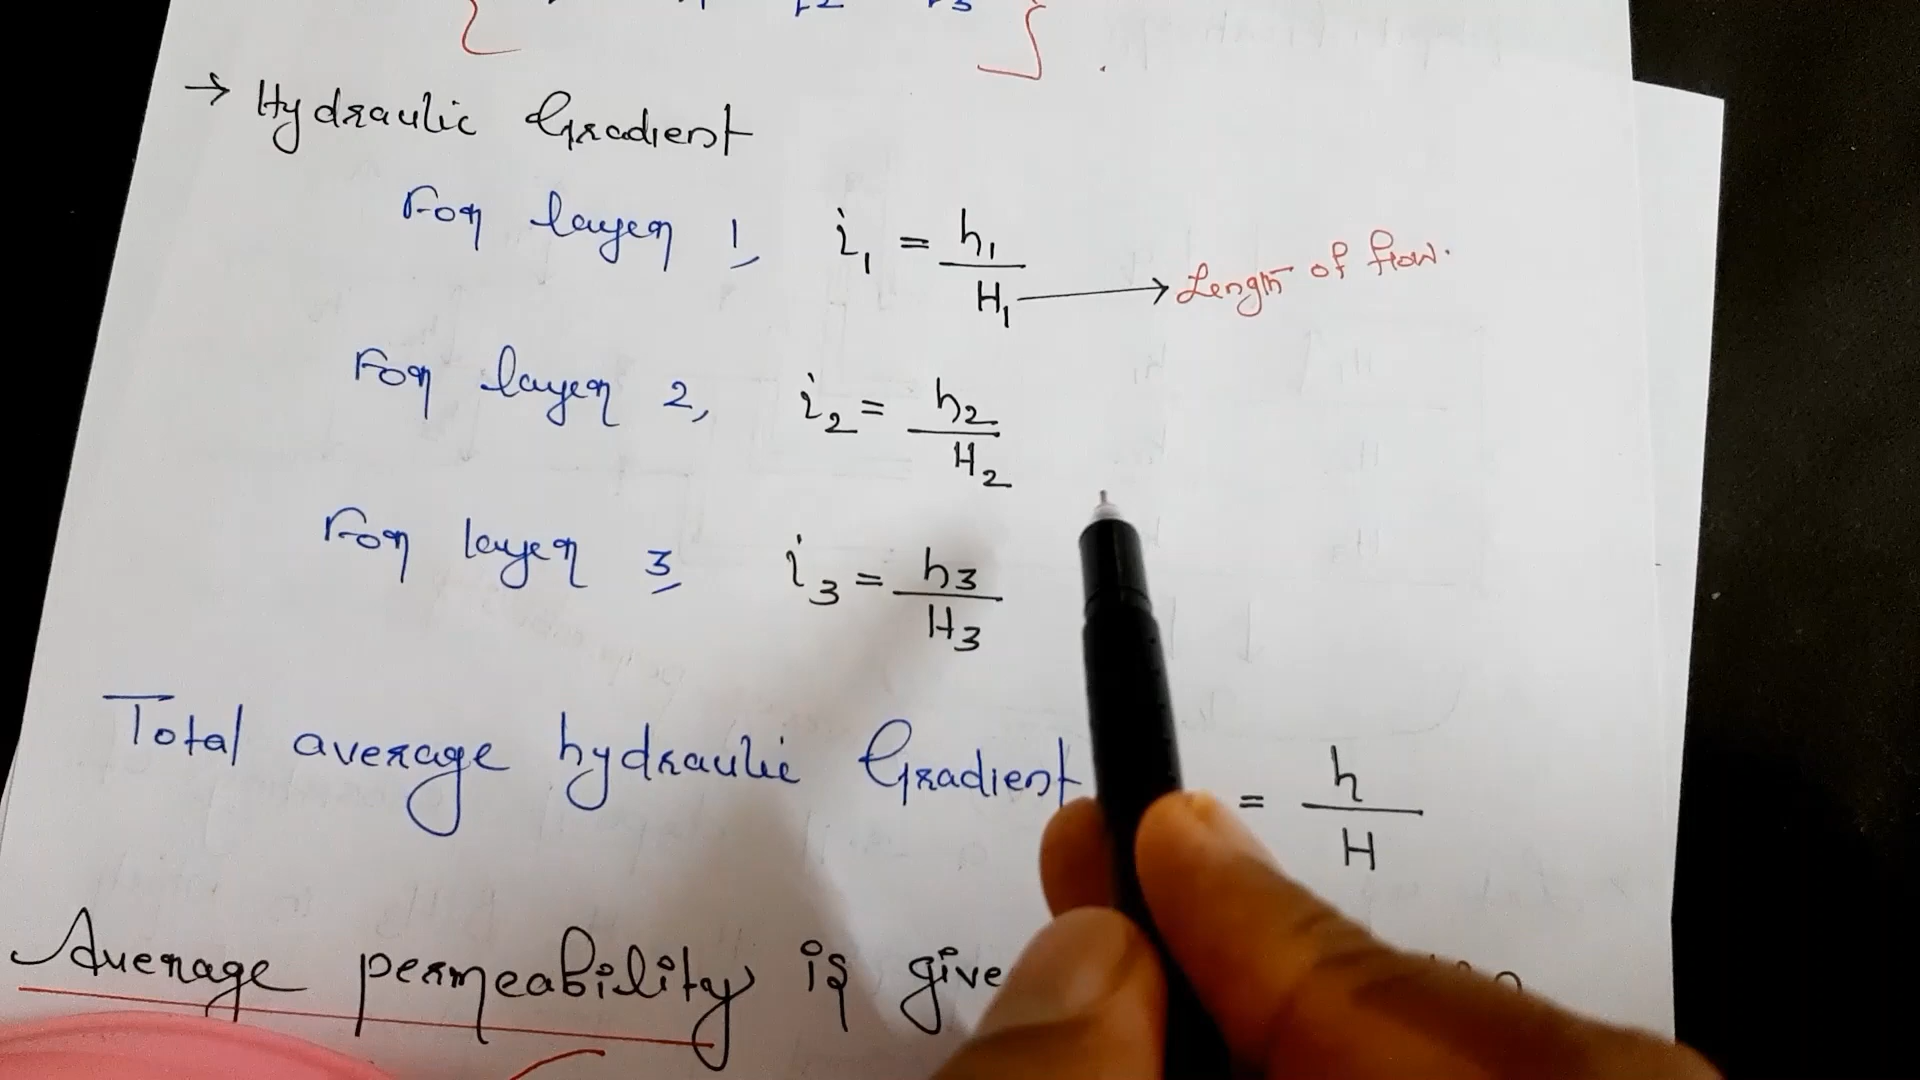 → Hydraulic Gradient
For layer 1, i₁ = h₁/H₁ → Length of flow.
For layer 2, i₂ = h₂/H₂
For layer 3, i₃ = h₃/H₃
Total average hydraulic Gradient = h/H
Average permeability is